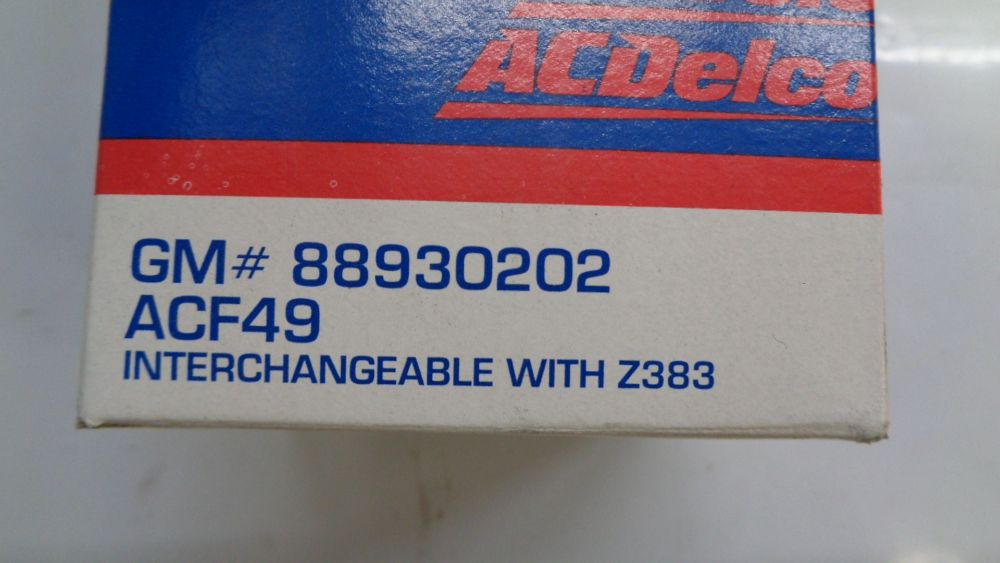 ACDelco
GM# 88930202
ACF49
INTERCHANGEABLE WITH Z383